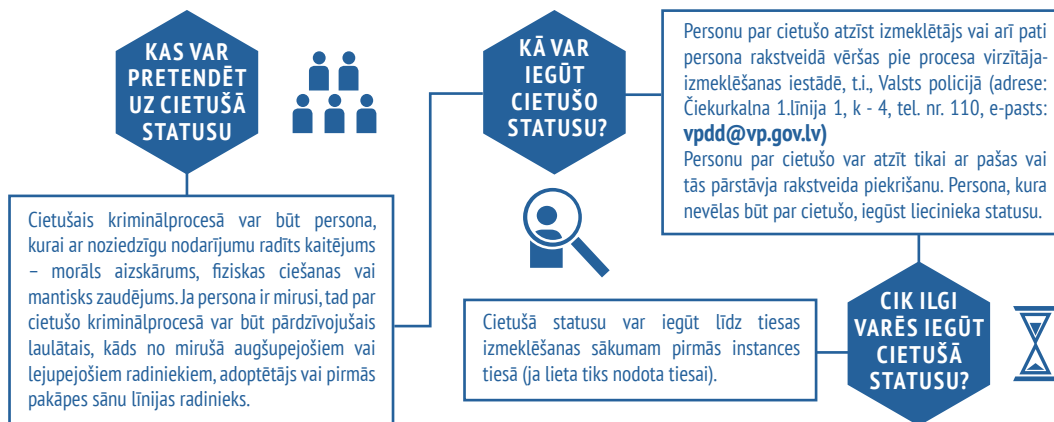 KAS VAR
PRETENDĒT
UZ CIETUŠĀ
STATUSU
Cietušais kriminālprocesā var būt persona,
kurai ar noziedzīgu nodarījumu radīts kaitējums
– morāls aizskārums, fiziskas ciešanas vai
mantisks zaudējums. Ja persona ir mirusi, tad par
cietušo kriminālprocesā var būt pārdzīvojušais
laulātais, kāds no mirušā augšupejošiem vai
lejupejošiem radiniekiem, adoptētājs vai pirmās
pakāpes sānu līnijas radinieks.
KĀ VAR
IEGŪT
CIETUŠO
STATUSU?
Personu par cietušo atzīst izmeklētājs vai arī pati
persona rakstveidā vēršas pie procesa virzītāja-
izmeklēšanas iestādē, t.i., Valsts policijā (adrese:
Čiekurkalna 1.līnija 1, k - 4, tel. nr. 110, e-pasts:
vpdd@vp.gov.lv)
Personu par cietušo var atzīt tikai ar pašas vai
tās pārstāvja rakstveida piekrišanu. Persona, kura
nevēlas būt par cietušo, iegūst liecinieka statusu.
CIK ILGI
VARĒS IEGŪT
CIETUŠĀ
STATUSU?
Cietušā statusu var iegūt līdz tiesas
izmeklēšanas sākumam pirmās instances
tiesā (ja lieta tiks nodota tiesai).